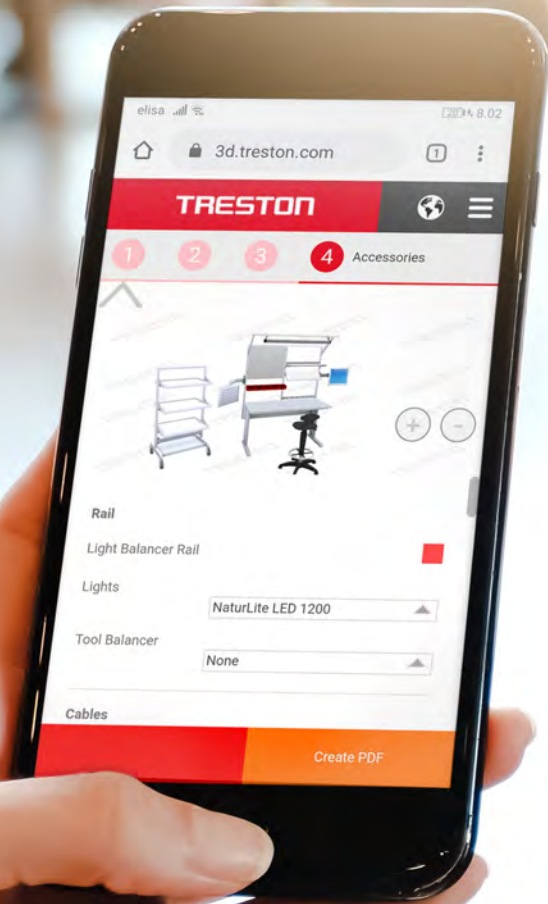 elisa
8.02
3d.treston.com
1
TRESTON
1
2
3
4 Accessories
+ -
Rail
Light Balancer Rail
Lights
NaturLite LED 1200
Tool Balancer
None
Cables
Create PDF